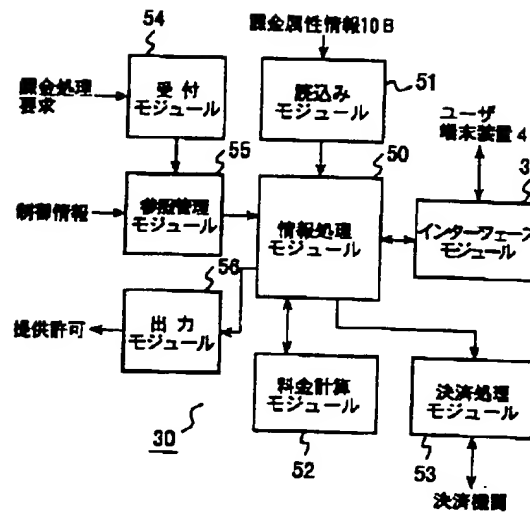 54
課金属性情報10B
課金処理
要求
受付
モジュール
読込み
モジュール
51
ユーザ
端末装置4
55
50
3
制御情報
参照管理
モジュール
情報処理
モジュール
インターフェース
モジュール
56
提供許可
出力
モジュール
料金計算
モジュール
決済処理
モジュール
30
52
53
決済機関